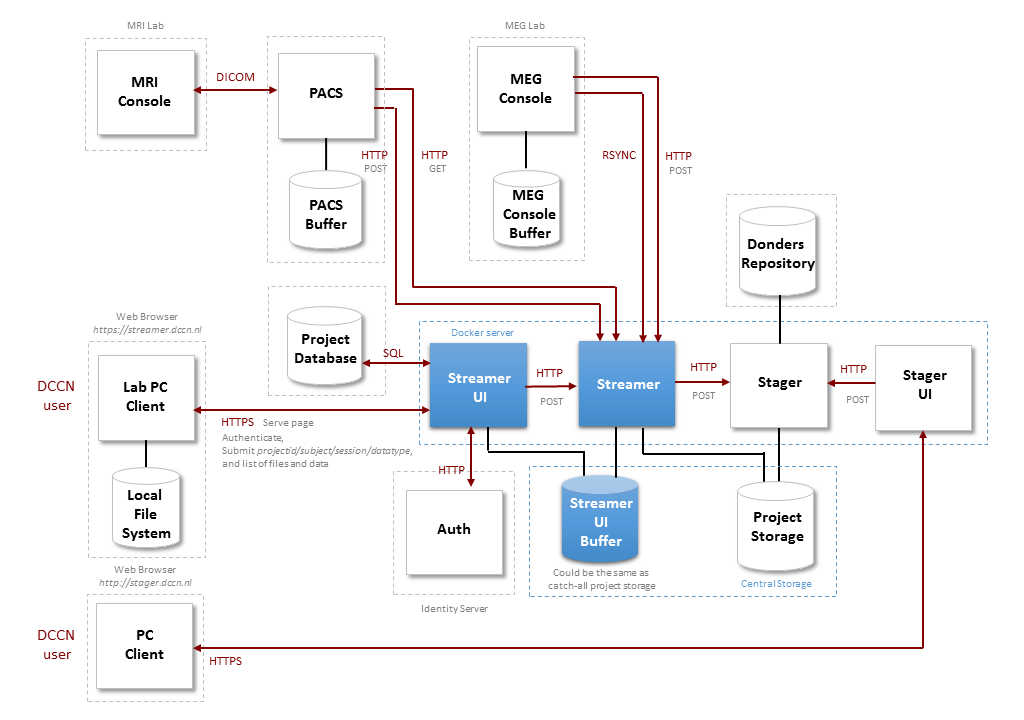 MRI Lab
MEG Lab
MRI
Console
DICOM
PACS
MEG
Console
HTTP
POST
HTTP
GET
RSYNC
HTTP
POST
PACS
Buffer
MEG
Console
Buffer
Donders
Repository
Web Browser
https://streamer.dccn.nl
Project
Database
SQL
Docker server
DCCN
user
Lab PC
Client
Streamer
UI
HTTP
POST
Streamer
HTTP
POST
Stager
HTTP
POST
Stager
UI
HTTPS Serve page
Authenticate,
Submit projectid/subject/session/datatype,
and list of files and data
HTTP
Local
File
System
Auth
Identity Server
Streamer
UI
Buffer
Could be the same as
catch-all project storage
Project
Storage
Central Storage
Web Browser
http://stager.dccn.nl
DCCN
user
PC
Client
HTTPS